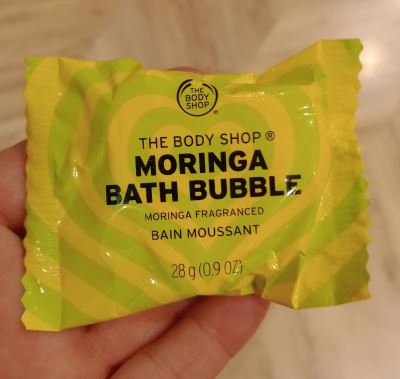 THE
BODY
SHOP
®
THE BODY SHOP ®
MORINGA
BATH BUBBLE
MORINGA FRAGRANCED
BAIN MOUSSANT
28 g (0,9 OZ)